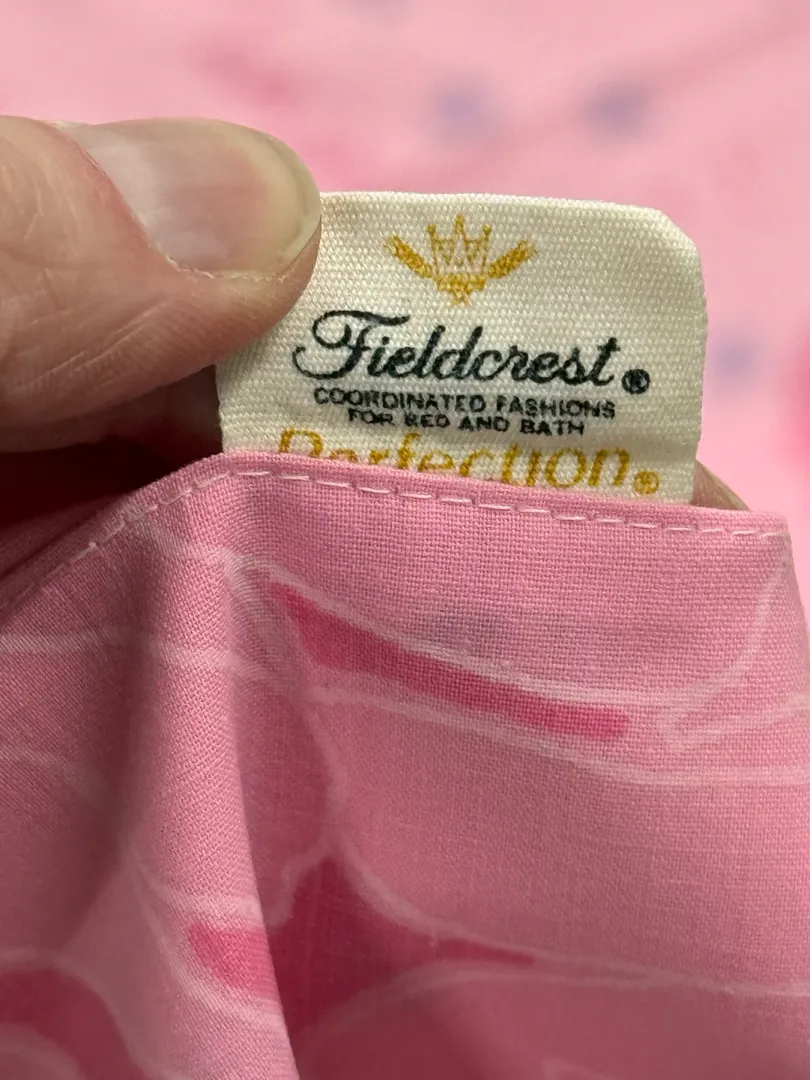 Fieldcrest®
COORDINATED FASHIONS
FOR BED AND BATH
Perfection®